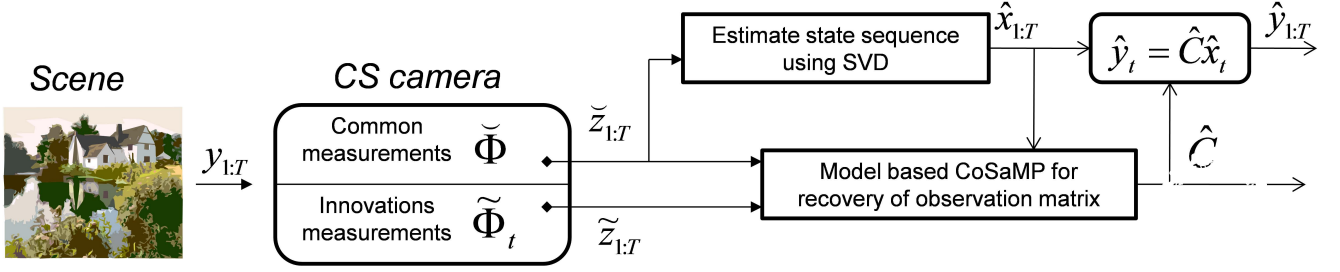 Scene
y₁:T
CS camera
Common
measurements Φ̆
Innovations
measurements Φ̃ₜ
z̆₁:T
z̃₁:T
Estimate state sequence
using SVD
x̂₁:T
Model based CoSaMP for
recovery of observation matrix
ŷₜ = Ĉx̂ₜ
ŷ₁:T
Ĉ